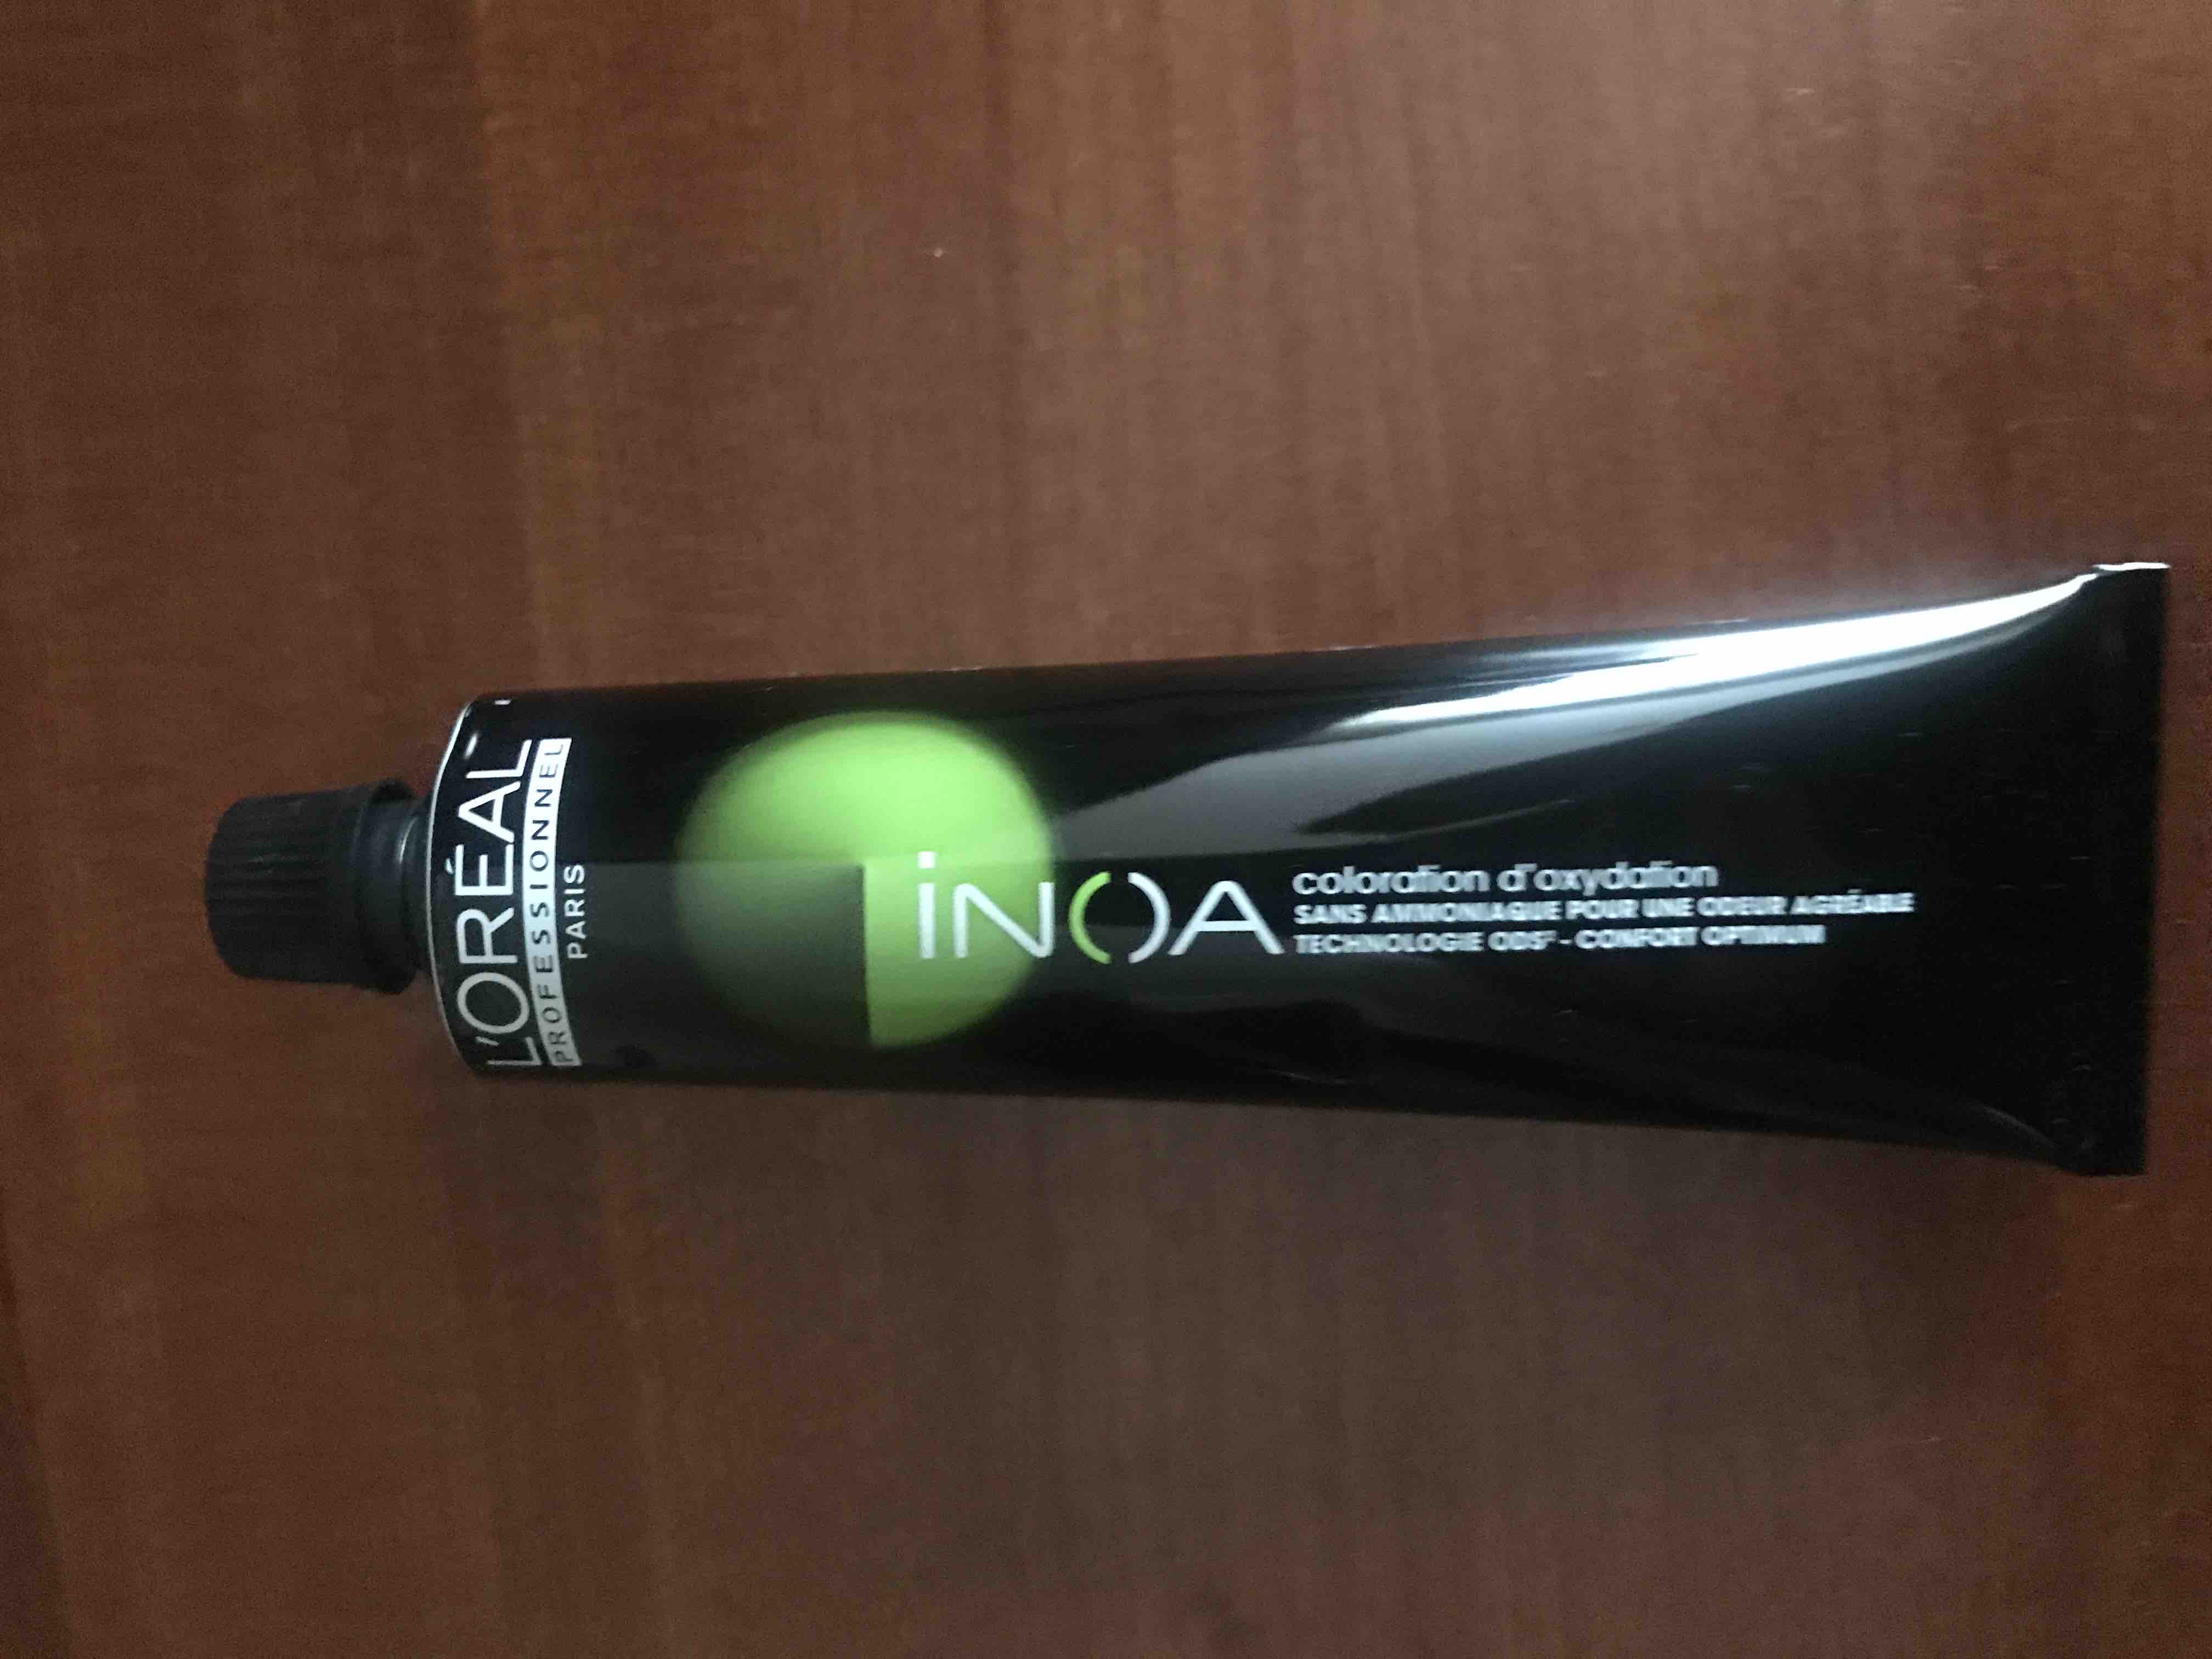 L'ORÉAL
PROFESSIONNEL
PARIS
iNOA
coloration d'oxydation
SANS AMMONIAQUE POUR UNE ODEUR AGRÉABLE
TECHNOLOGIE ODS² - CONFORT OPTIMUM